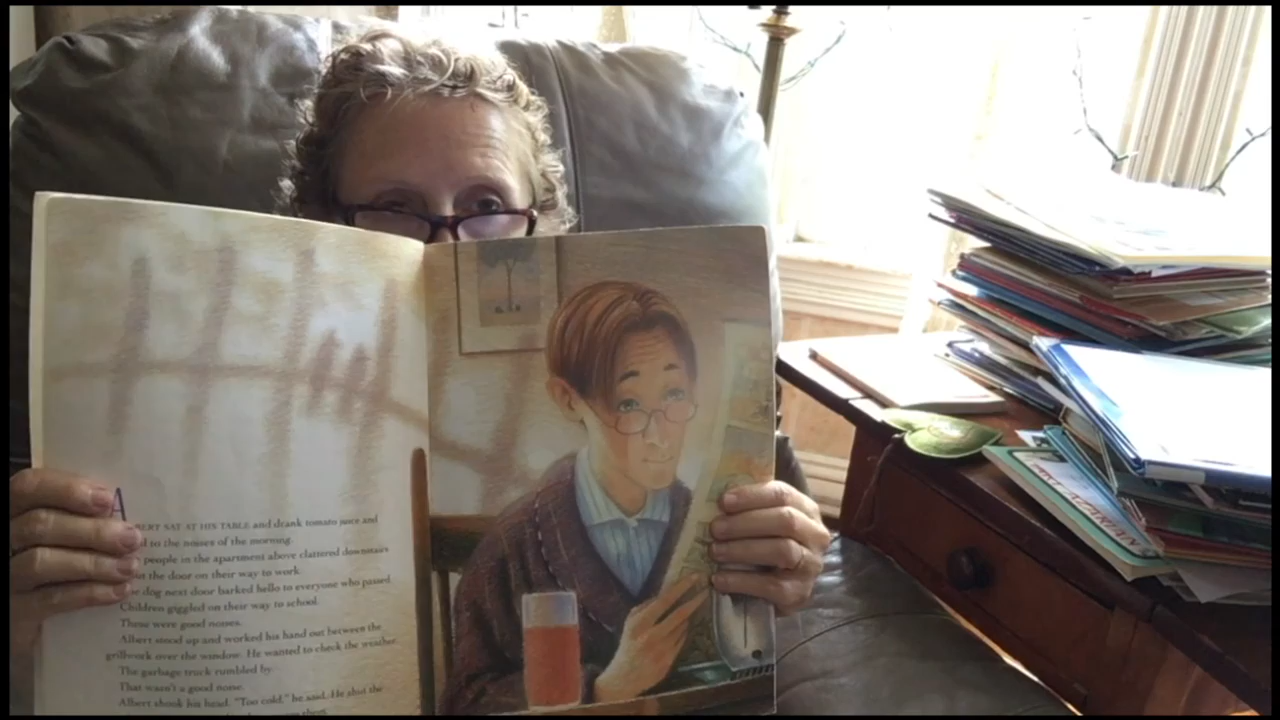 A
BERT SAT AT HIS TABLE and drank tomato juice and
to the noises of the morning.
people in the apartment above clattered downstairs
out the door on their way to work.
dog next door barked hello to everyone who passed.
Children giggled on their way to school.
These were good noises.
Albert stood up and worked his hand out between the
grillwork over the window. He wanted to check the weather.
The garbage truck rumbled by.
That wasn't a good noise.
Albert shook his head. "Too cold," he said. He shut the